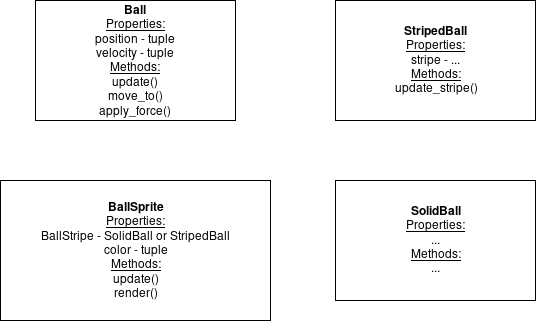 Ball
Properties:
position - tuple
velocity - tuple
Methods:
update()
move_to()
apply_force()
StripedBall
Properties:
stripe - ...
Methods:
update_stripe()
BallSprite
Properties:
BallStripe - SolidBall or StripedBall
color - tuple
Methods:
update()
render()
SolidBall
Properties:
...
Methods:
...